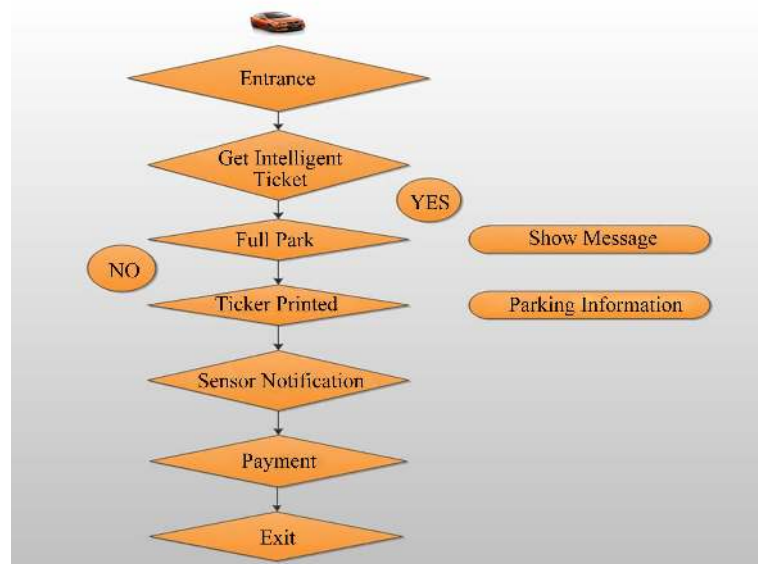 Entrance
Get Intelligent
Ticket
YES
Full Park
Show Message
NO
Ticker Printed
Parking Information
Sensor Notification
Payment
Exit